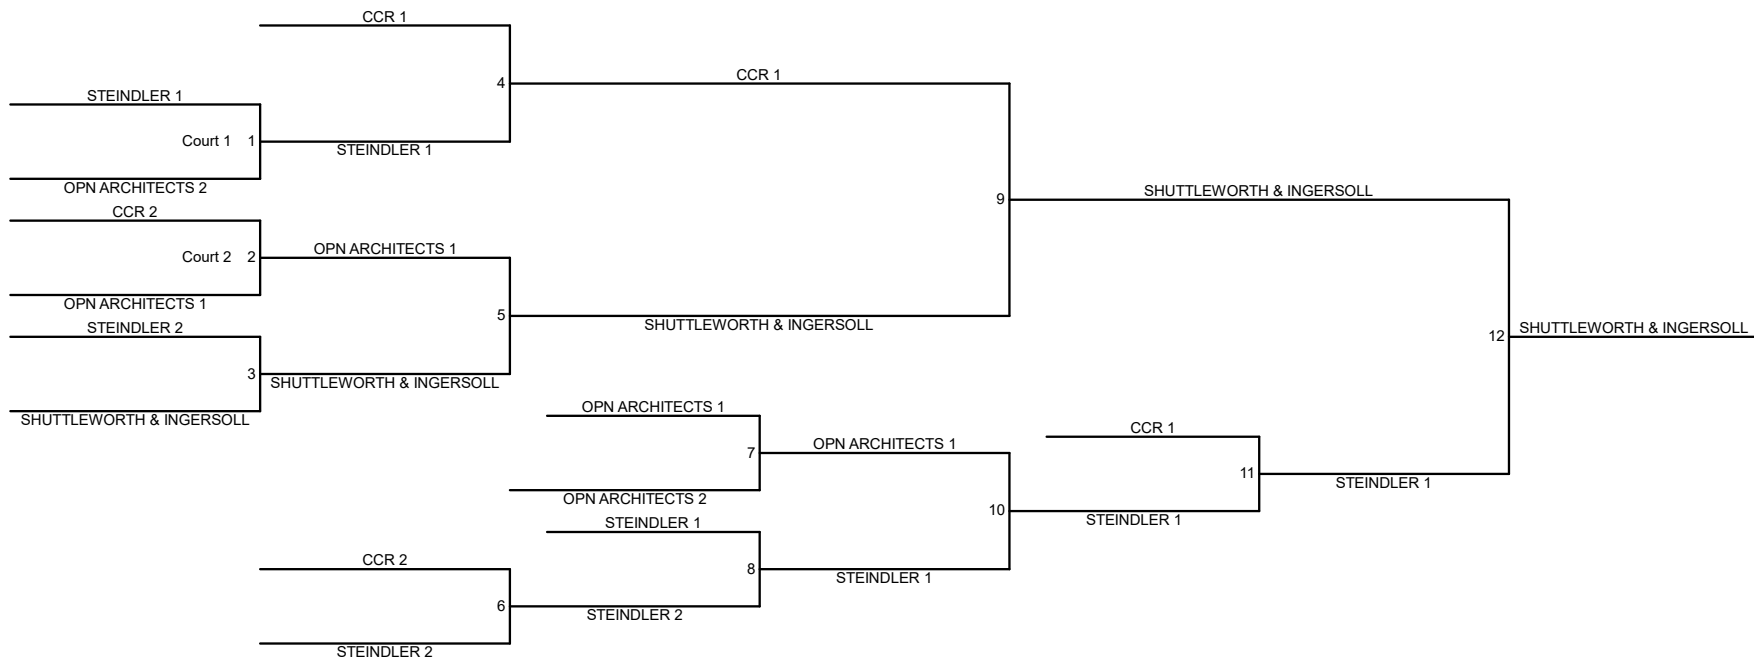 CCR 1
4
CCR 1
STEINDLER 1
Court 1 1
STEINDLER 1
OPN ARCHITECTS 2
CCR 2
9
SHUTTLEWORTH & INGERSOLL
Court 2 2
OPN ARCHITECTS 1
OPN ARCHITECTS 1
STEINDLER 2
5
SHUTTLEWORTH & INGERSOLL
12
SHUTTLEWORTH & INGERSOLL
3
SHUTTLEWORTH & INGERSOLL
SHUTTLEWORTH & INGERSOLL
OPN ARCHITECTS 1
7
OPN ARCHITECTS 1
CCR 1
OPN ARCHITECTS 2
11
STEINDLER 1
STEINDLER 1
10
STEINDLER 1
CCR 2
8
STEINDLER 1
6
STEINDLER 2
STEINDLER 2